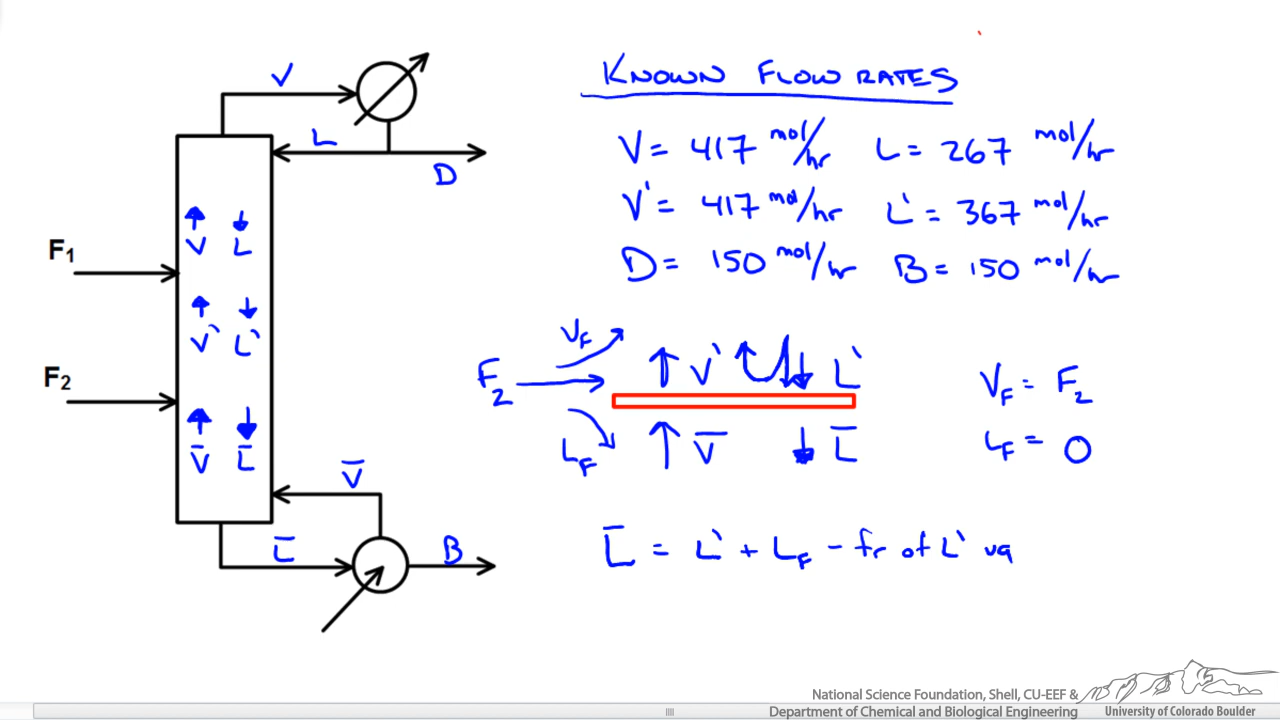 KNOWN FLOW RATES
V = 417 mol/hr L = 267 mol/hr
V' = 417 mol/hr L' = 367 mol/hr
D = 150 mol/hr B = 150 mol/hr
V
L
D
F1
V L
V' L'
F2
V̅ L̅
V̅
L̅
B
VF
F2 V' L'
LF V̅ L̅
VF = F2
LF = 0
L̅ = L' + LF - fr of L' va
National Science Foundation, Shell, CU-EEF &
Department of Chemical and Biological Engineering
University of Colorado Boulder